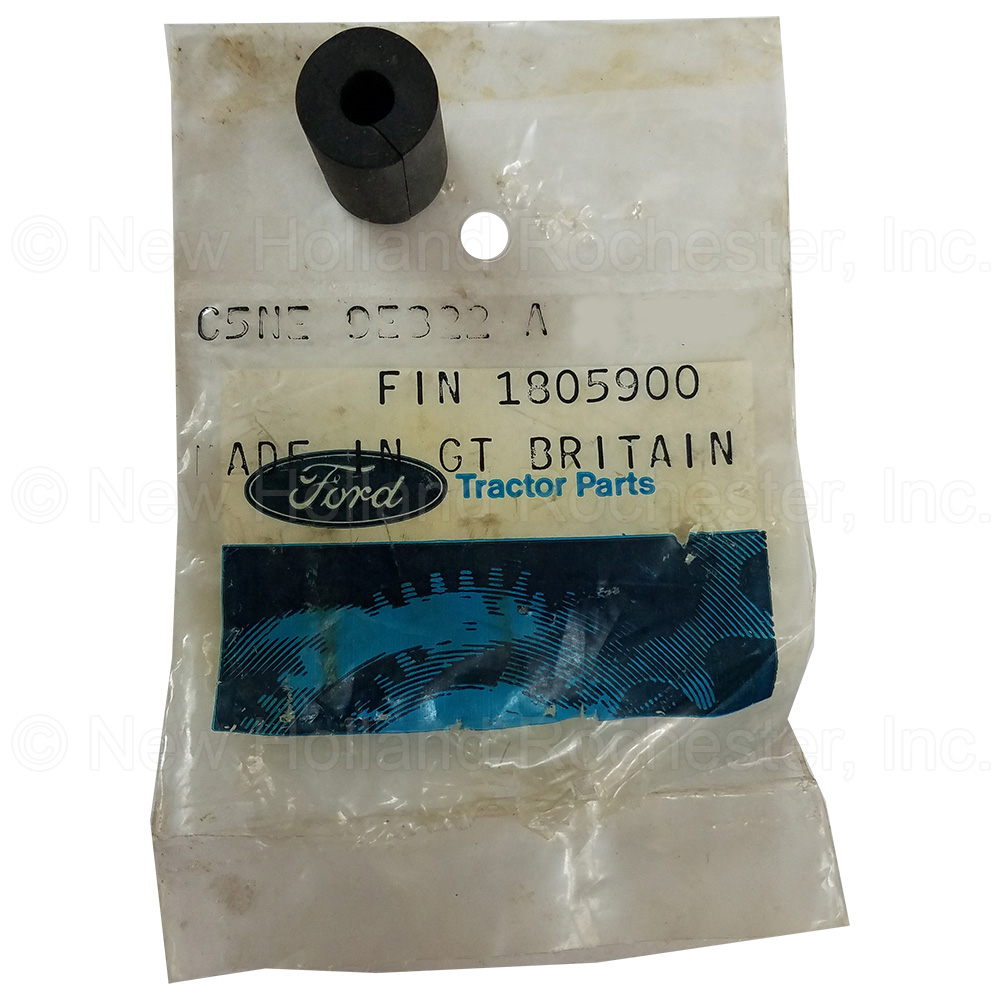 © New Holland Rochester, Inc.
C5NE 9E322 A
FIN 1805900
MADE IN GT BRITAIN
Ford Tractor Parts
© New Holland Rochester, Inc.
© New Holland Rochester, Inc.